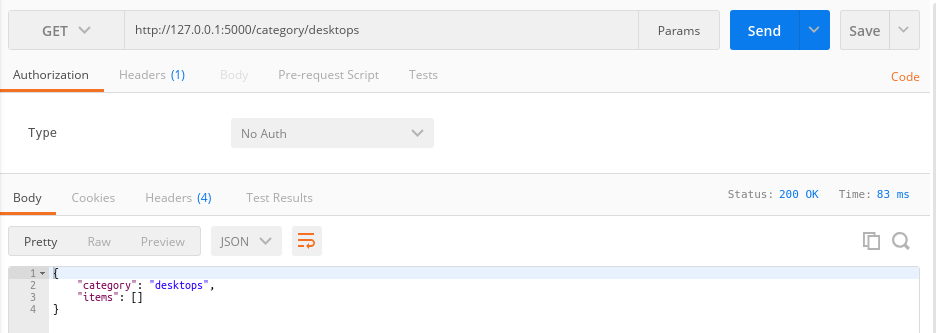 GET http://127.0.0.1:5000/category/desktops Params Send Save
Authorization Headers (1) Body Pre-request Script Tests Code
Type No Auth
Body Cookies Headers (4) Test Results Status: 200 OK Time: 83 ms
Pretty Raw Preview JSON
1 {
2 "category": "desktops",
3 "items": []
4 }